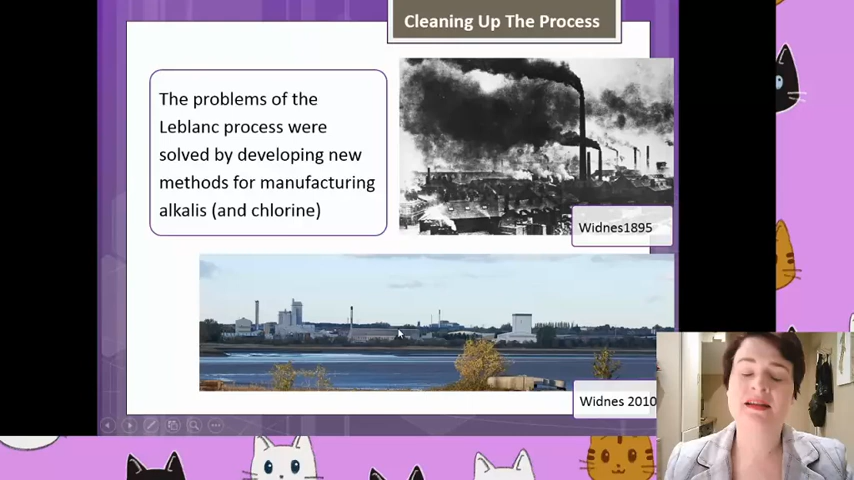 Cleaning Up The Process
The problems of the
Leblanc process were
solved by developing new
methods for manufacturing
alkalis (and chlorine)
Widnes1895
Widnes 2010